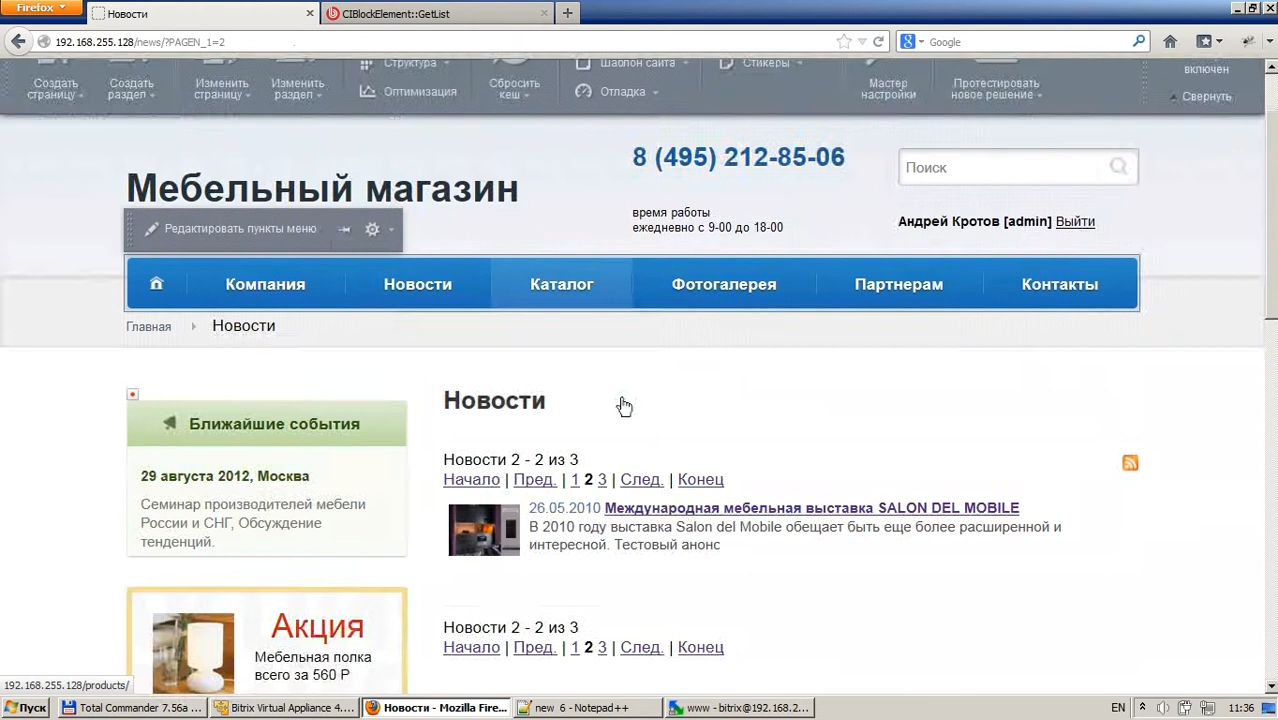 Firefox
Новости
CIBlockElement::GetList
192.168.255.128/news/?PAGEN_1=2
Google
Создать страницу
Создать раздел
Изменить страницу
Изменить раздел
Структура
Оптимизация
Сбросить кеш
Шаблон сайта
Отладка
Стикеры
Мастер настройки
Протестировать новое решение
включен
Свернуть
8 (495) 212-85-06
Поиск
Мебельный магазин
время работы
ежедневно с 9-00 до 18-00
Андрей Кротов [admin] Выйти
Редактировать пункты меню
Компания
Новости
Каталог
Фотогалерея
Партнерам
Контакты
Главная
Новости
Новости
Ближайшие события
29 августа 2012, Москва
Семинар производителей мебели
России и СНГ, Обсуждение
тенденций.
Новости 2 - 2 из 3
Начало | Пред. | 1 2 3 | След. | Конец
26.05.2010 Международная мебельная выставка SALON DEL MOBILE
В 2010 году выставка Salon del Mobile обещает быть еще более расширенной и
интересной. Тестовый анонс
Акция
Мебельная полка
всего за 560 Р
Новости 2 - 2 из 3
Начало | Пред. | 1 2 3 | След. | Конец
192.168.255.128/products/
Пуск
Total Commander 7.56a ...
Bitrix Virtual Appliance 4....
Новости - Mozilla Fire...
new 6 - Notepad++
www - bitrix@192.168.2...
EN
11:36